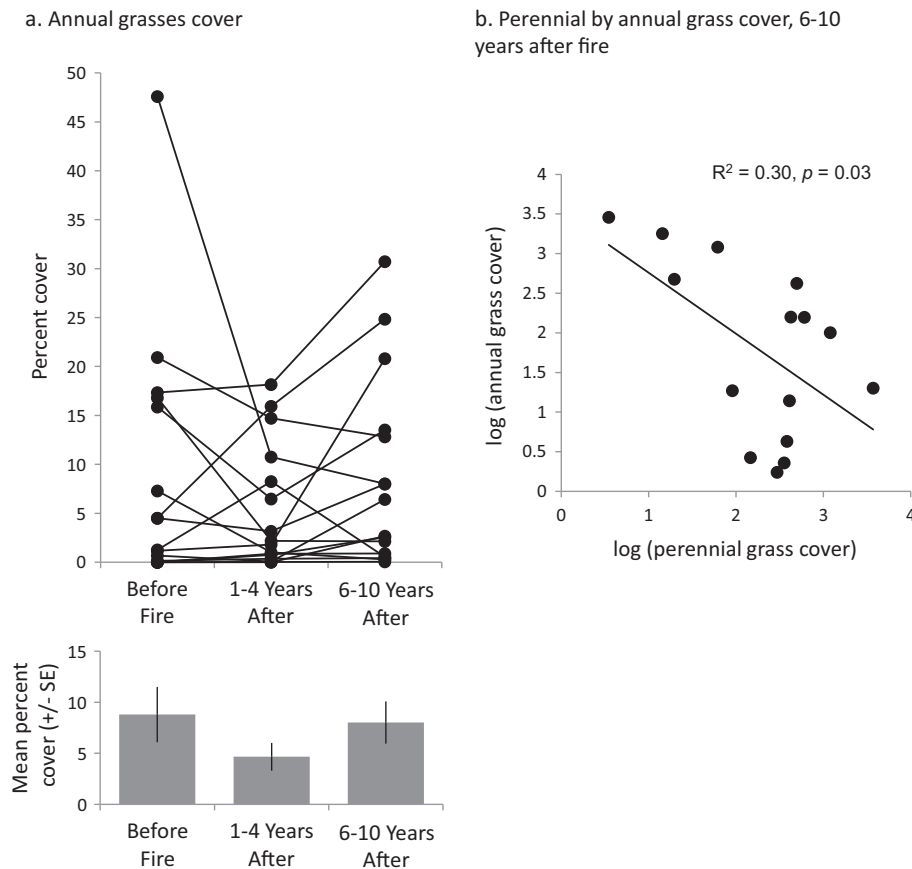 a. Annual grasses cover
50
45
40
35
30
25
20
15
10
5
0
Percent cover
Before
Fire
1-4 Years
After
6-10 Years
After
15
10
5
0
Mean percent
cover (+/- SE)
Before
Fire
1-4 Years
After
6-10 Years
After
b. Perennial by annual grass cover, 6-10
years after fire
R² = 0.30, p = 0.03
4
3.5
3
2.5
2
1.5
1
0.5
0
log (annual grass cover)
0 1 2 3 4
log (perennial grass cover)